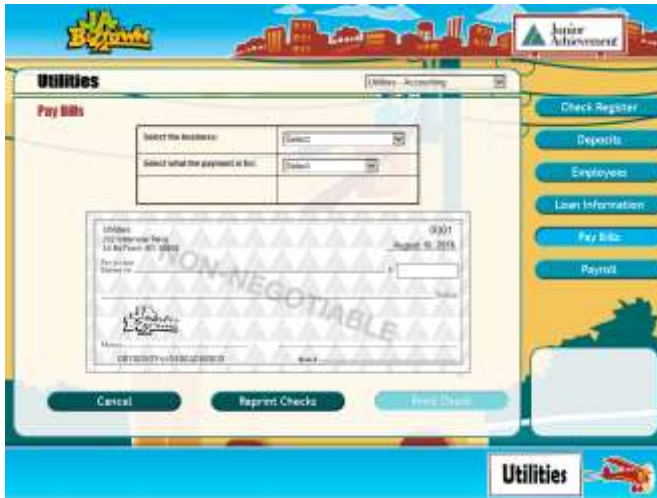 JA
BizTown
Junior
Achievement
Utilities
Utilities - Accounting
Pay Bills
Check Register
Deposits
Employees
Loan Information
Pay Bills
Payroll
Select the business:
Select
Select what the payment is for:
Select
Utilities
0001
August 10, 2015
NON-NEGOTIABLE
$
Cancel
Reprint Checks
Print Check
Utilities